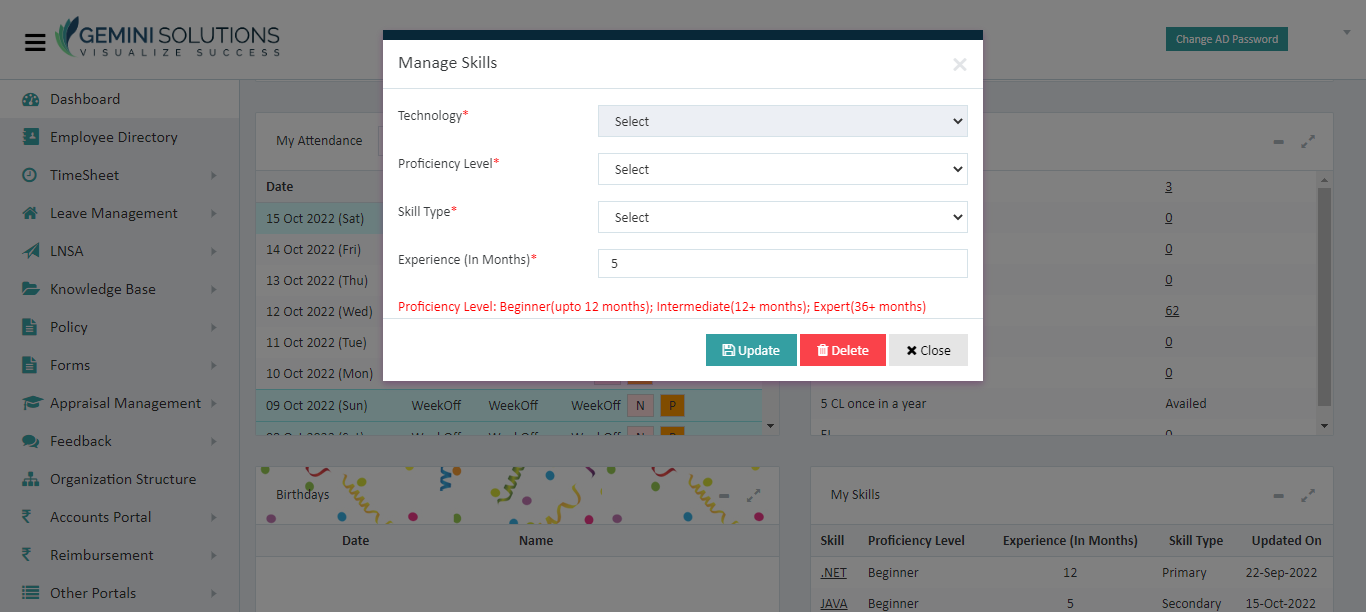 GEMINI SOLUTIONS
VISUALIZE SUCCESS
Change AD Password
Manage Skills
×
Technology*
Select
Proficiency Level*
Select
Skill Type*
Select
Experience (In Months)*
5
Proficiency Level: Beginner(upto 12 months); Intermediate(12+ months); Expert(36+ months)
Update
Delete
Close
Dashboard
Employee Directory
TimeSheet
Leave Management
LNSA
Knowledge Base
Policy
Forms
Appraisal Management
Feedback
Organization Structure
Accounts Portal
Reimbursement
Other Portals
My Attendance
Date
15 Oct 2022 (Sat)
14 Oct 2022 (Fri)
13 Oct 2022 (Thu)
12 Oct 2022 (Wed)
11 Oct 2022 (Tue)
10 Oct 2022 (Mon)
09 Oct 2022 (Sun) WeekOff WeekOff WeekOff N P
3
0
0
0
62
0
0
5 CL once in a year Availed
Birthdays
Date Name
My Skills
Skill Proficiency Level Experience (In Months) Skill Type Updated On
.NET Beginner 12 Primary 22-Sep-2022
JAVA Beginner 5 Secondary 15-Oct-2022